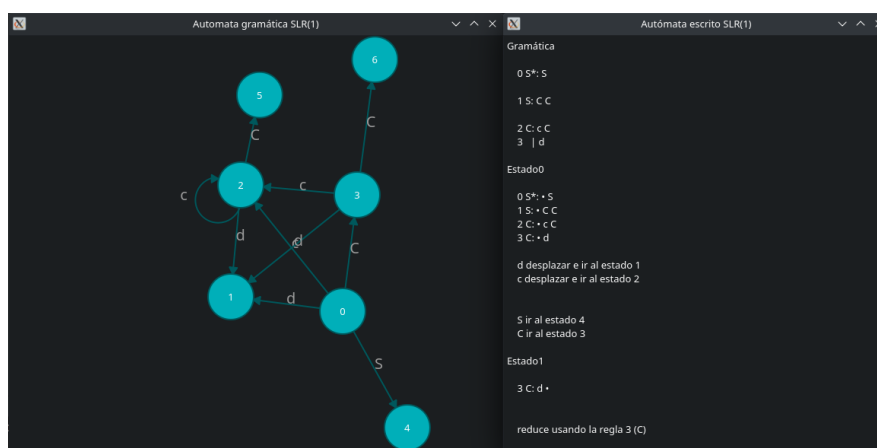 Automata gramática SLR(1)
6
5
C
C
2
c
3
c
d
c
d
C
1
d
0
S
4
Autómata escrito SLR(1)
Gramática
0 S*: S
1 S: C C
2 C: c C
3 | d
Estado0
0 S*: • S
1 S: • C C
2 C: • c C
3 C: • d
d desplazar e ir al estado 1
c desplazar e ir al estado 2
S ir al estado 4
C ir al estado 3
Estado1
3 C: d •
reduce usando la regla 3 (C)